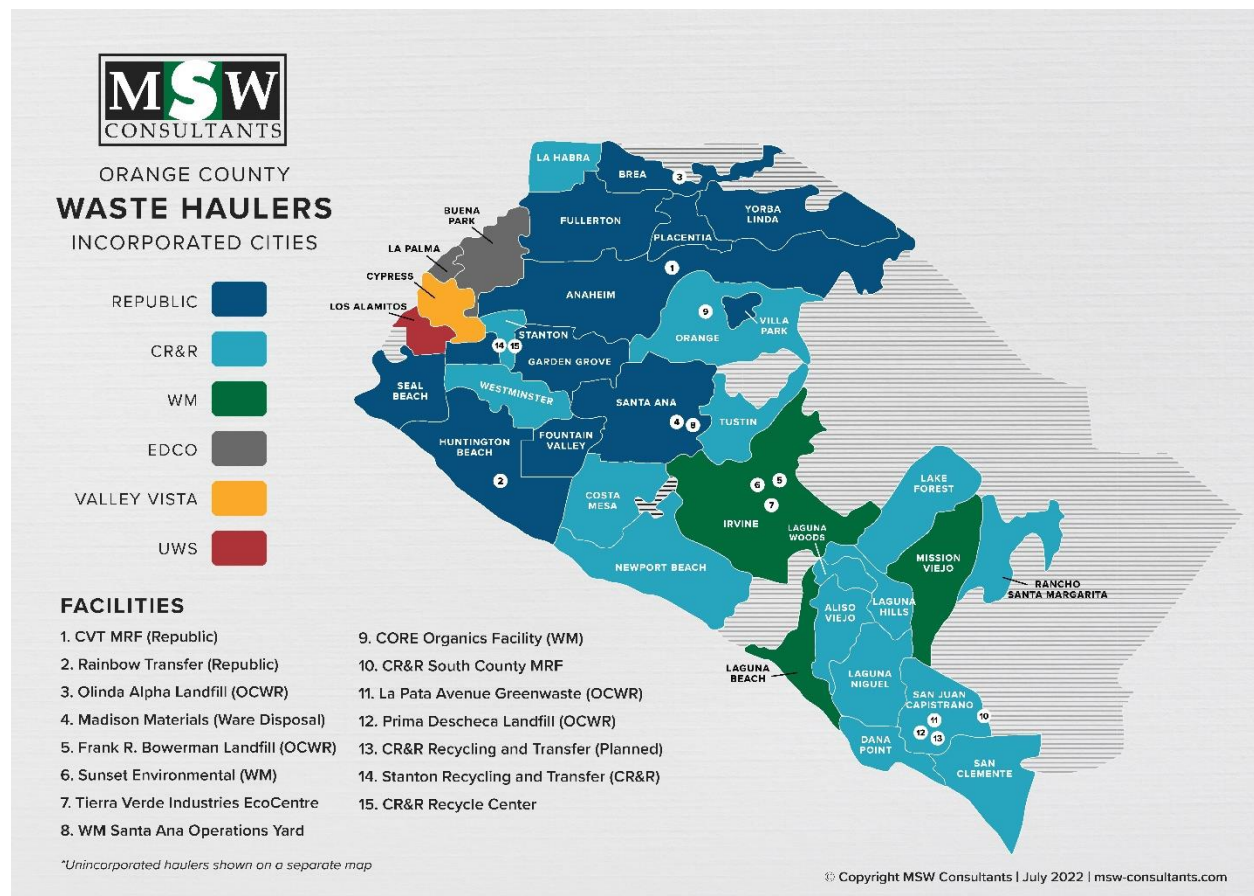 MSW
CONSULTANTS
ORANGE COUNTY
WASTE HAULERS
INCORPORATED CITIES
REPUBLIC
CR&R
WM
EDCO
VALLEY VISTA
UWS
LA HABRA
BREA
3
BUENA
PARK
FULLERTON
YORBA
LINDA
PLACENTIA
LA PALMA
CYPRESS
1
ANAHEIM
LOS ALAMITOS
9
VILLA
PARK
STANTON
ORANGE
14
15
GARDEN GROVE
SEAL
BEACH
WESTMINSTER
SANTA ANA
4
8
TUSTIN
HUNTINGTON
BEACH
FOUNTAIN
VALLEY
2
COSTA
MESA
6
5
7
IRVINE
LAKE
FOREST
LAGUNA
WOODS
NEWPORT BEACH
MISSION
VIEJO
RANCHO
SANTA MARGARITA
ALISO
VIEJO
LAGUNA
HILLS
LAGUNA
BEACH
LAGUNA
NIGUEL
SAN JUAN
CAPISTRANO
10
11
12
13
DANA
POINT
SAN
CLEMENTE
FACILITIES
1. CVT MRF (Republic)
2. Rainbow Transfer (Republic)
3. Olinda Alpha Landfill (OCWR)
4. Madison Materials (Ware Disposal)
5. Frank R. Bowerman Landfill (OCWR)
6. Sunset Environmental (WM)
7. Tierra Verde Industries EcoCentre
8. WM Santa Ana Operations Yard
9. CORE Organics Facility (WM)
10. CR&R South County MRF
11. La Pata Avenue Greenwaste (OCWR)
12. Prima Descheca Landfill (OCWR)
13. CR&R Recycling and Transfer (Planned)
14. Stanton Recycling and Transfer (CR&R)
15. CR&R Recycle Center
*Unincorporated haulers shown on a separate map
© Copyright MSW Consultants | July 2022 | msw-consultants.com